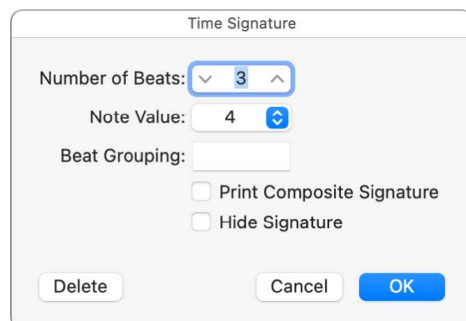 Time Signature
Number of Beats: 3
Note Value: 4
Beat Grouping:
Print Composite Signature
Hide Signature
Delete Cancel OK